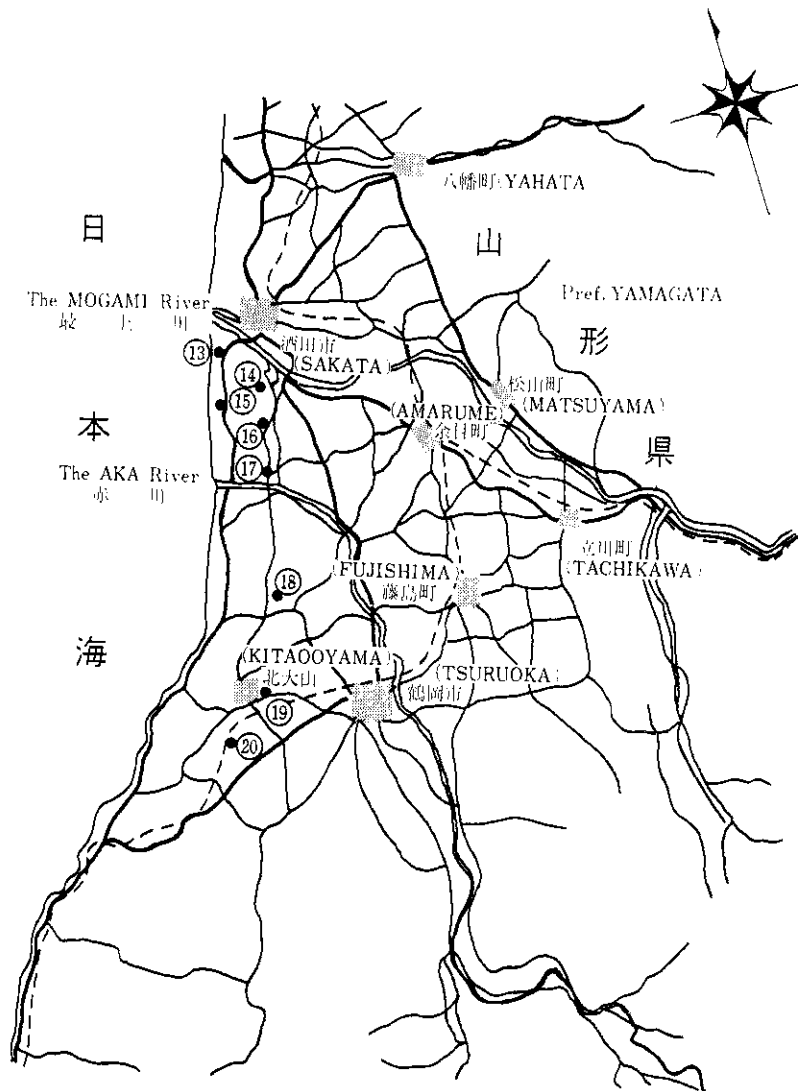 八幡町 YAHATA
日本海
山形県
Pref. YAMAGATA
The MOGAMI River
最上川
酒田市
(SAKATA)
⑬
⑭
⑮
⑯
⑰
松山町
(MATSUYAMA)
(AMARUME)
余目町
The AKA River
赤川
立川町
(TACHIKAWA)
(FUJISHIMA)
藤島町
⑱
(KITAOOYAMA)
北大山
(TSURUOKA)
鶴岡市
⑲
⑳